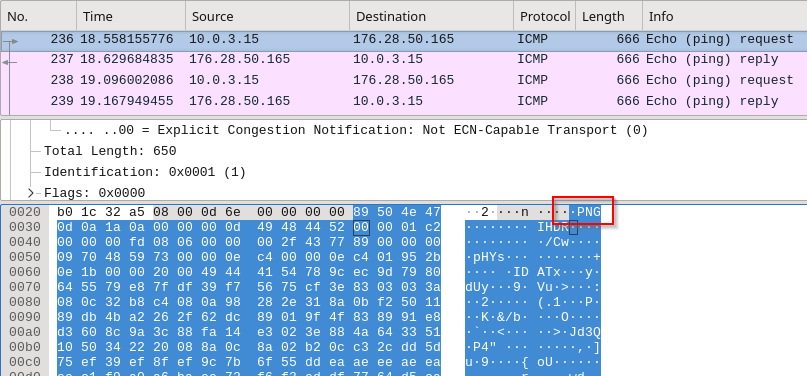 No. Time Source Destination Protocol Length Info
236 18.558155776 10.0.3.15 176.28.50.165 ICMP 666 Echo (ping) request
237 18.629684835 176.28.50.165 10.0.3.15 ICMP 666 Echo (ping) reply
238 19.096002086 10.0.3.15 176.28.50.165 ICMP 666 Echo (ping) request
239 19.167949455 176.28.50.165 10.0.3.15 ICMP 666 Echo (ping) reply
.... ..00 = Explicit Congestion Notification: Not ECN-Capable Transport (0)
Total Length: 650
Identification: 0x0001 (1)
Flags: 0x0000
0020 b0 1c 32 a5 08 00 0d 6e 00 00 00 00 89 50 4e 47 ··2····n ·····PNG
0030 0d 0a 1a 0a 00 00 00 0d 49 48 44 52 00 00 01 c2 ········ IHDR····
0040 00 00 00 fd 08 06 00 00 00 2f 43 77 89 00 00 00 ········ ·/Cw····
0050 09 70 48 59 73 00 00 0e c4 00 00 0e c4 01 95 2b ·pHYs··· ·······+
0060 0e 1b 00 00 20 00 49 44 41 54 78 9c ec 9d 79 80 ···· ·ID ATx···y·
0070 64 55 79 e8 7f df 39 f7 56 75 cf 3e 83 03 03 3a dUy···9· Vu·>···:
0080 08 0c 32 b8 c4 08 0a 98 28 2e 31 8a 0b f2 50 11 ··2····· (.1···P·
0090 89 db 4b a2 26 2f 62 dc 89 01 9f 4f 83 89 91 e8 ··K·&/b· ···O····
00a0 d3 60 8c 9a 3c 88 fa 14 e3 02 3e 88 4a 64 33 51 ·`··<··· ··>·Jd3Q
00b0 10 50 34 22 20 08 8a 0c 8a 02 b2 0c c3 2c dd 5d ·P4" ··· ·····,·]
00c0 75 ef 39 ef 8f ef 9c 7b 6f 55 dd ea ae ee ae ea u·9····{ oU······